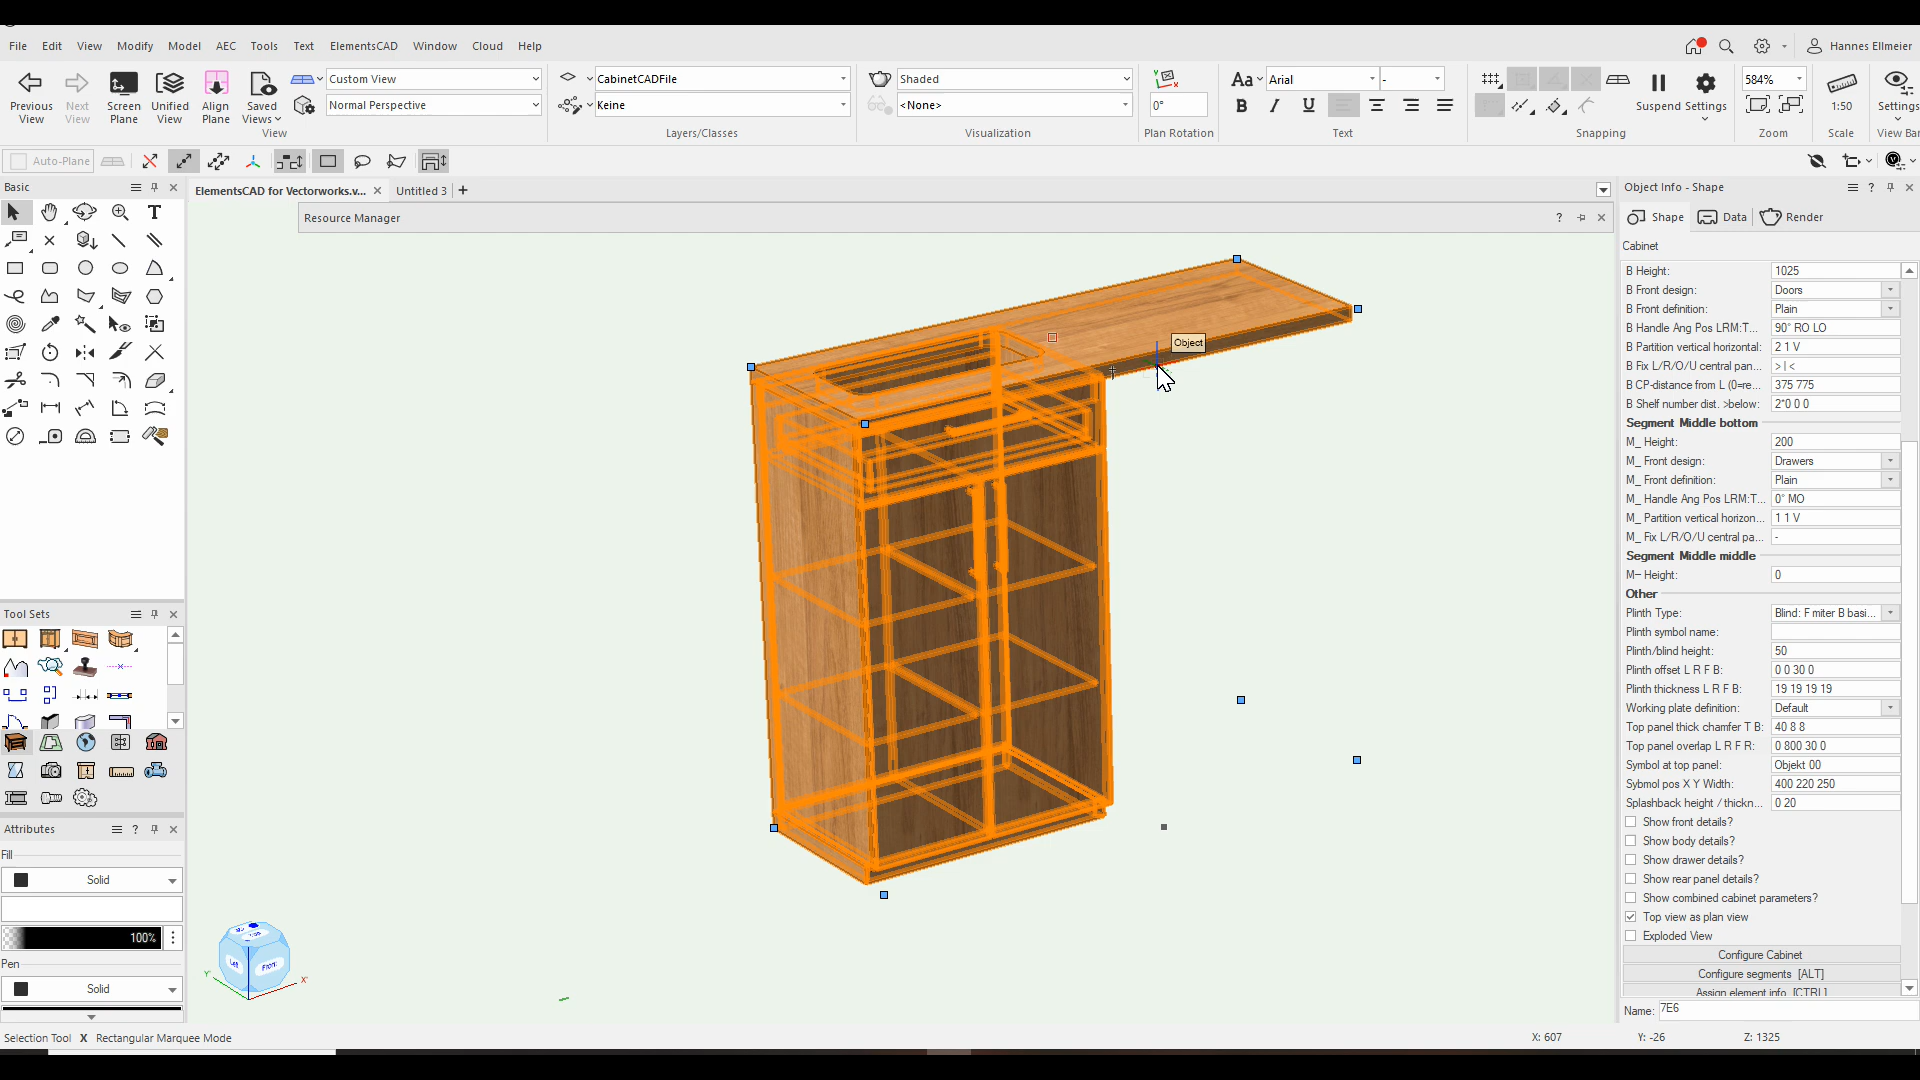 File Edit View Modify Model AEC Tools Text ElementsCAD Window Cloud Help
Hannes Ellmeier
Previous View
Next View
Screen Plane
Unified View
Align Plane
Saved Views
Custom View
Normal Perspective
View
CabinetCADFile
Keine
Layers/Classes
Shaded
<None>
Visualization
0°
Plan Rotation
Aa
Arial
-
B I U
Text
Suspend Settings
Snapping
584%
Zoom
1:50
Scale
Settings
View Bar
Auto-Plane
Basic
ElementsCAD for Vectorworks.v...
Untitled 3
Resource Manager
?
Object
Tool Sets
Attributes
?
Fill
Solid
100%
Pen
Solid
Left
Front
Y'
X'
Object Info - Shape
?
Shape Data Render
Cabinet
B Height: 1025
B Front design: Doors
B Front definition: Plain
B Handle Ang Pos LRM:T... 90° RO LO
B Partition vertical horizontal: 2 1 V
B Fix L/R/O/U central pan... > | <
B CP-distance from L (0=re... 375 775
B Shelf number dist. >below: 2*0 0 0
Segment Middle bottom
M_ Height: 200
M_ Front design: Drawers
M_ Front definition: Plain
M_ Handle Ang Pos LRM:T... 0° MO
M_ Partition vertical horizon... 1 1 V
M_ Fix L/R/O/U central pa... -
Segment Middle middle
M- Height: 0
Other
Plinth Type: Blind: F miter B basi...
Plinth symbol name:
Plinth/blind height: 50
Plinth offset L R F B: 0 0 30 0
Plinth thickness L R F B: 19 19 19 19
Working plate definition: Default
Top panel thick chamfer T B: 40 8 8
Top panel overlap L R F R: 0 800 30 0
Symbol at top panel: Objekt 00
Sybmol pos X Y Width: 400 220 250
Splashback height / thickn... 0 20
Show front details?
Show body details?
Show drawer details?
Show rear panel details?
Show combined cabinet parameters?
Top view as plan view
Exploded View
Configure Cabinet
Configure segments [ALT]
Assign element info [CTRL]
Name: 7E6
Selection Tool X Rectangular Marquee Mode
X: 607 Y: -26 Z: 1325